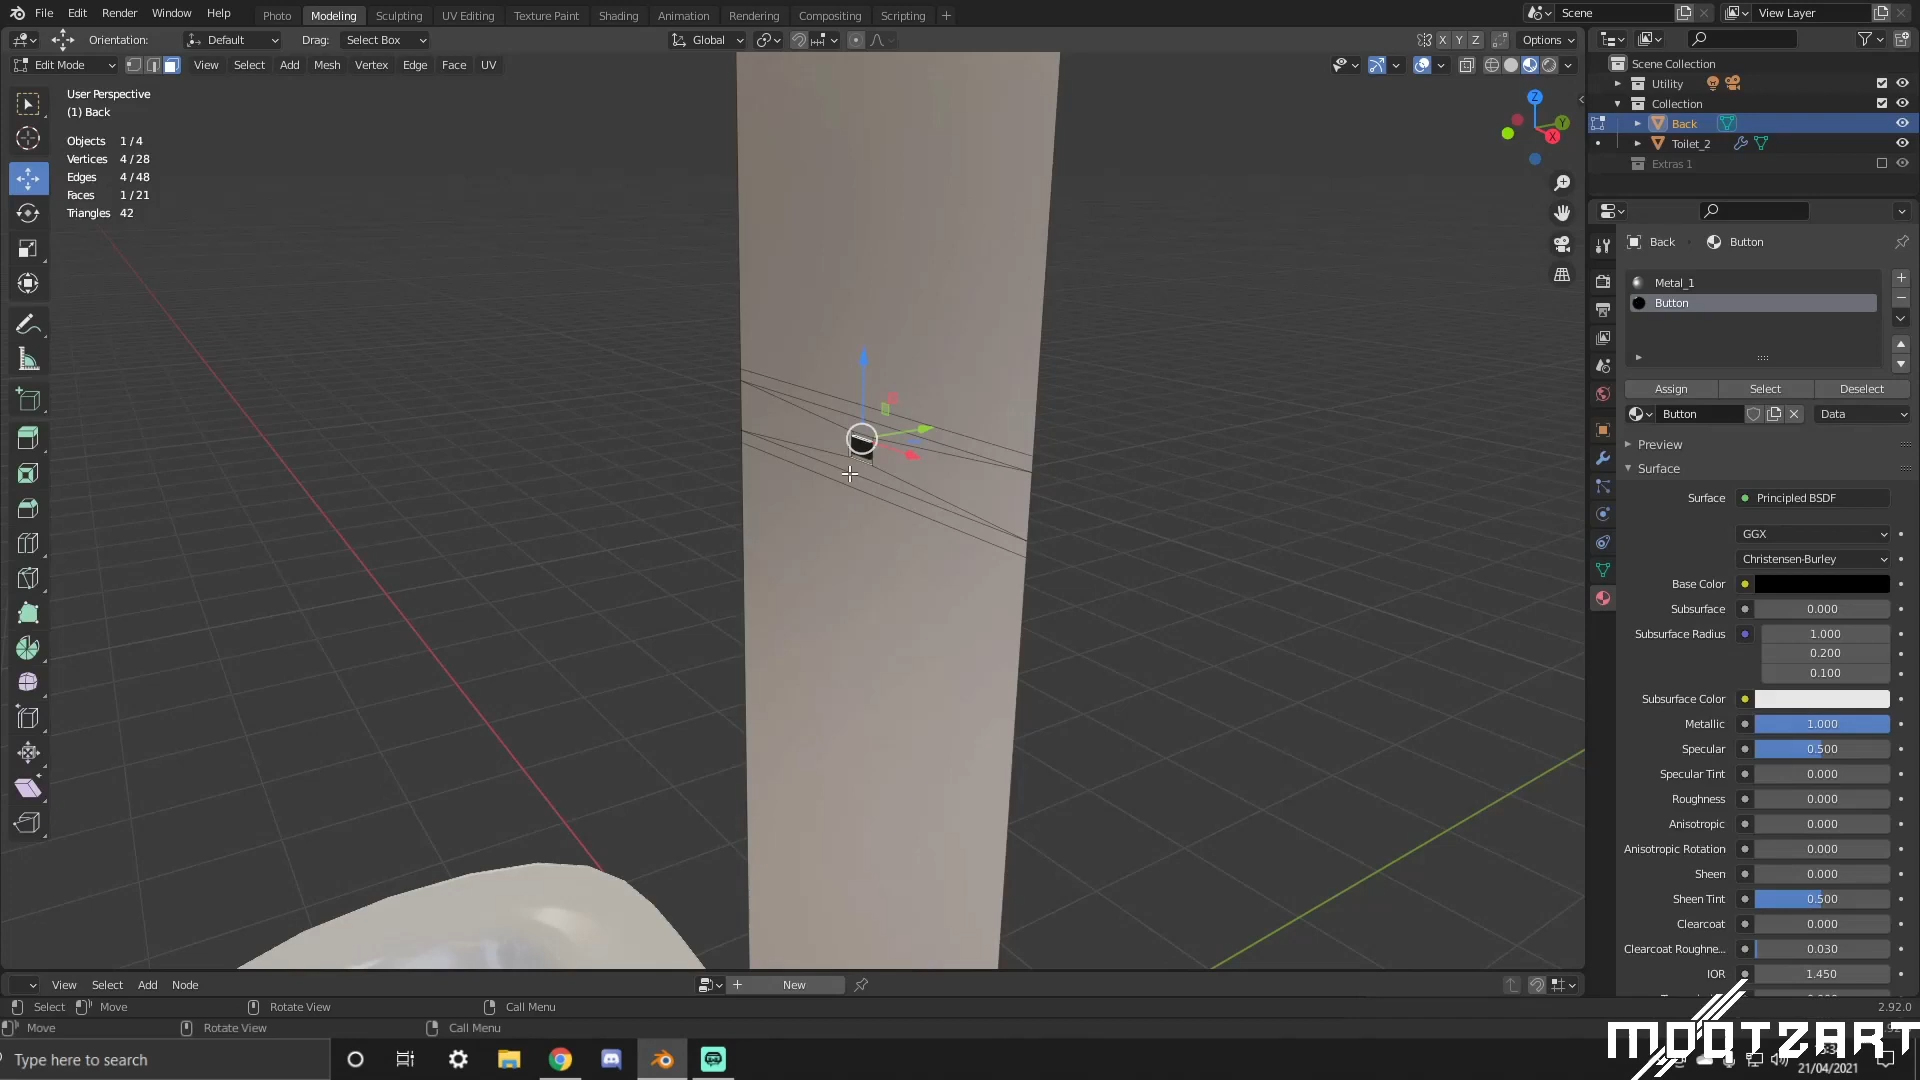 File Edit Render Window Help Photo Modeling Sculpting UV Editing Texture Paint Shading Animation Rendering Compositing Scripting + Scene View Layer
Orientation: Default Drag: Select Box Global X Y Z Options
Edit Mode View Select Add Mesh Vertex Edge Face UV
User Perspective
(1) Back
Objects 1 / 4
Vertices 4 / 28
Edges 4 / 48
Faces 1 / 21
Triangles 42
Z
Y
X
Scene Collection
Utility
Collection
Back
Toilet_2
Extras 1
Back Button
Metal_1
Button
Assign Select Deselect
Button Data
Preview
Surface
Surface Principled BSDF
GGX
Christensen-Burley
Base Color
Subsurface 0.000
Subsurface Radius 1.000
0.200
0.100
Subsurface Color
Metallic 1.000
Specular 0.500
Specular Tint 0.000
Roughness 0.000
Anisotropic 0.000
Anisotropic Rotation 0.000
Sheen 0.000
Sheen Tint 0.500
Clearcoat 0.000
Clearcoat Roughne... 0.030
IOR 1.450
View Select Add Node New
Select Move Rotate View Call Menu 2.92.0
Move Rotate View Call Menu
MOOTZART
Type here to search
21/04/2021